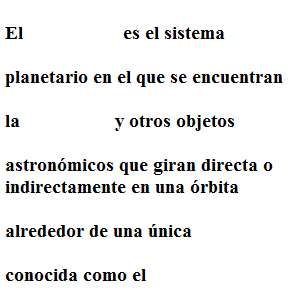 El es el sistema
planetario en el que se encuentran
la y otros objetos
astronómicos que giran directa o
indirectamente en una órbita
alrededor de una única
conocida como el